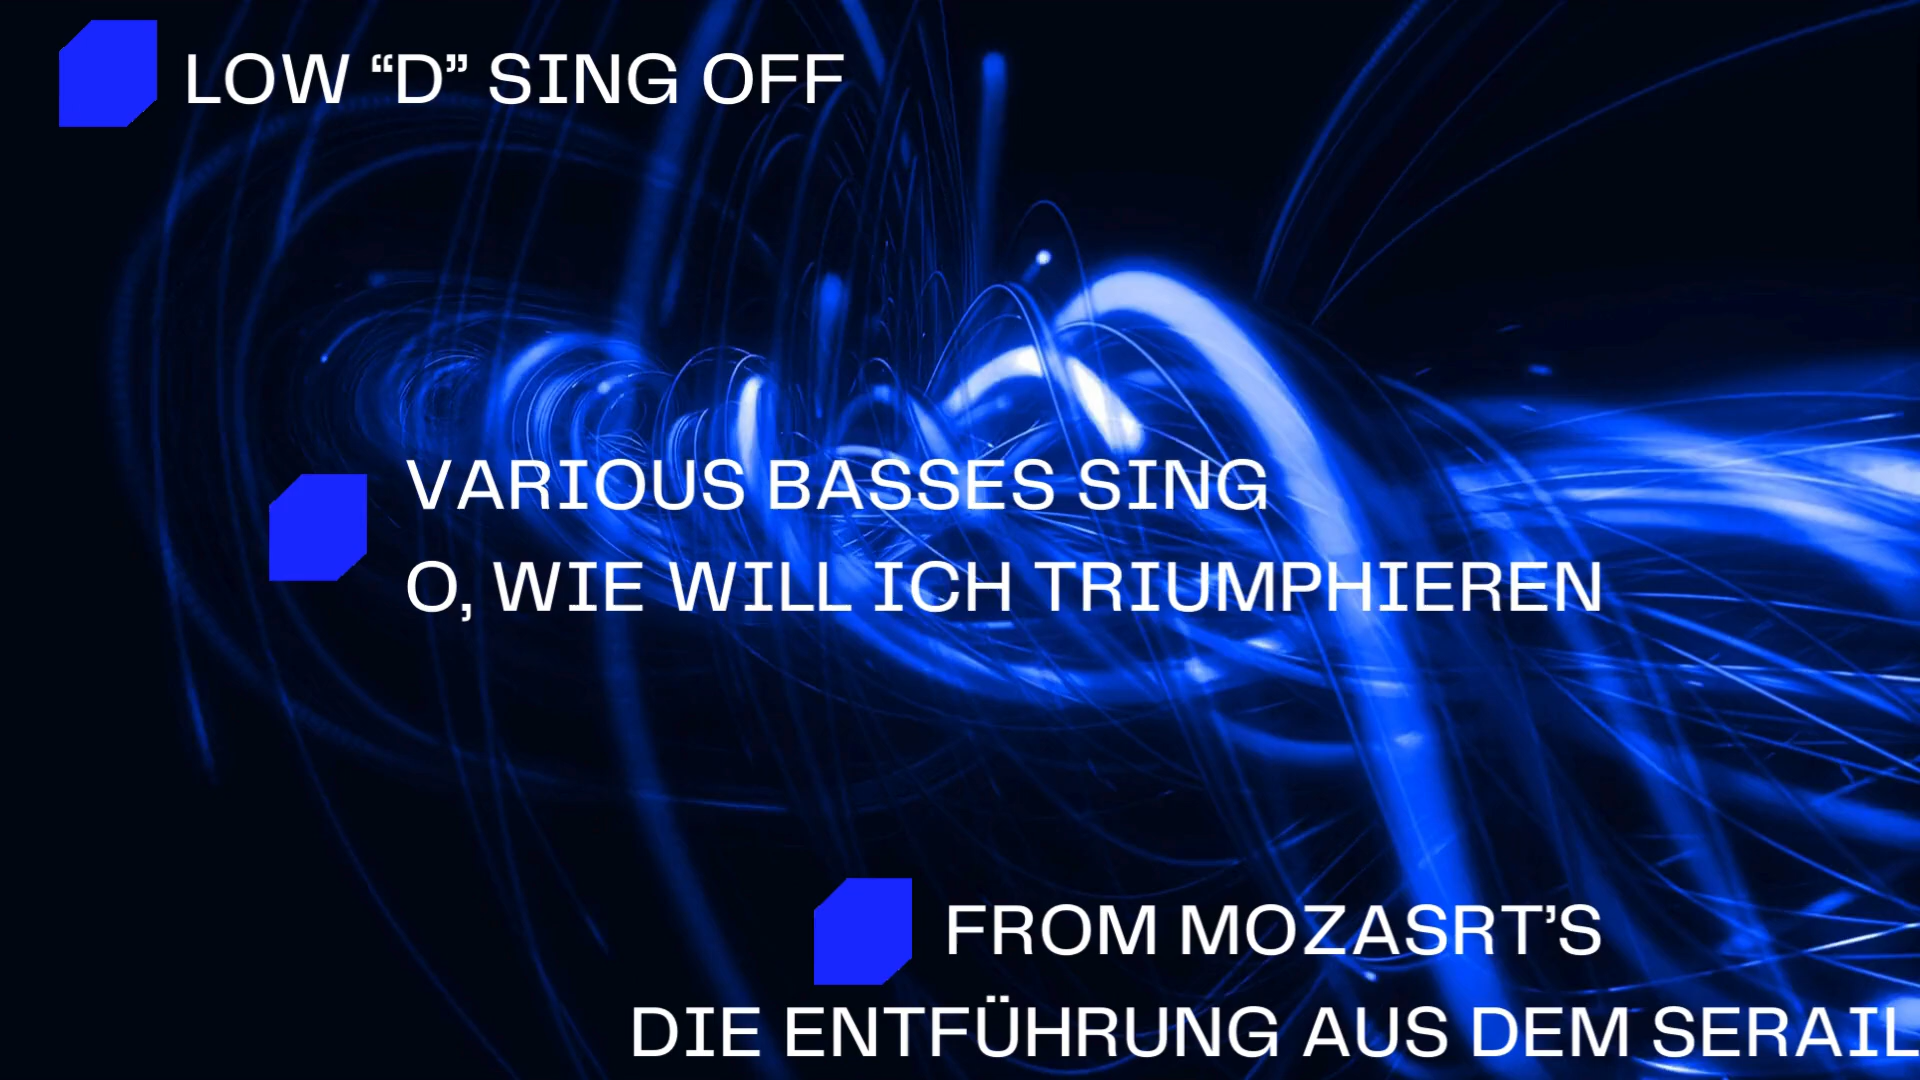 LOW “D” SING OFF
VARIOUS BASSES SING
O, WIE WILL ICH TRIUMPHIEREN
FROM MOZASRT’S
DIE ENTFÜHRUNG AUS DEM SERAIL